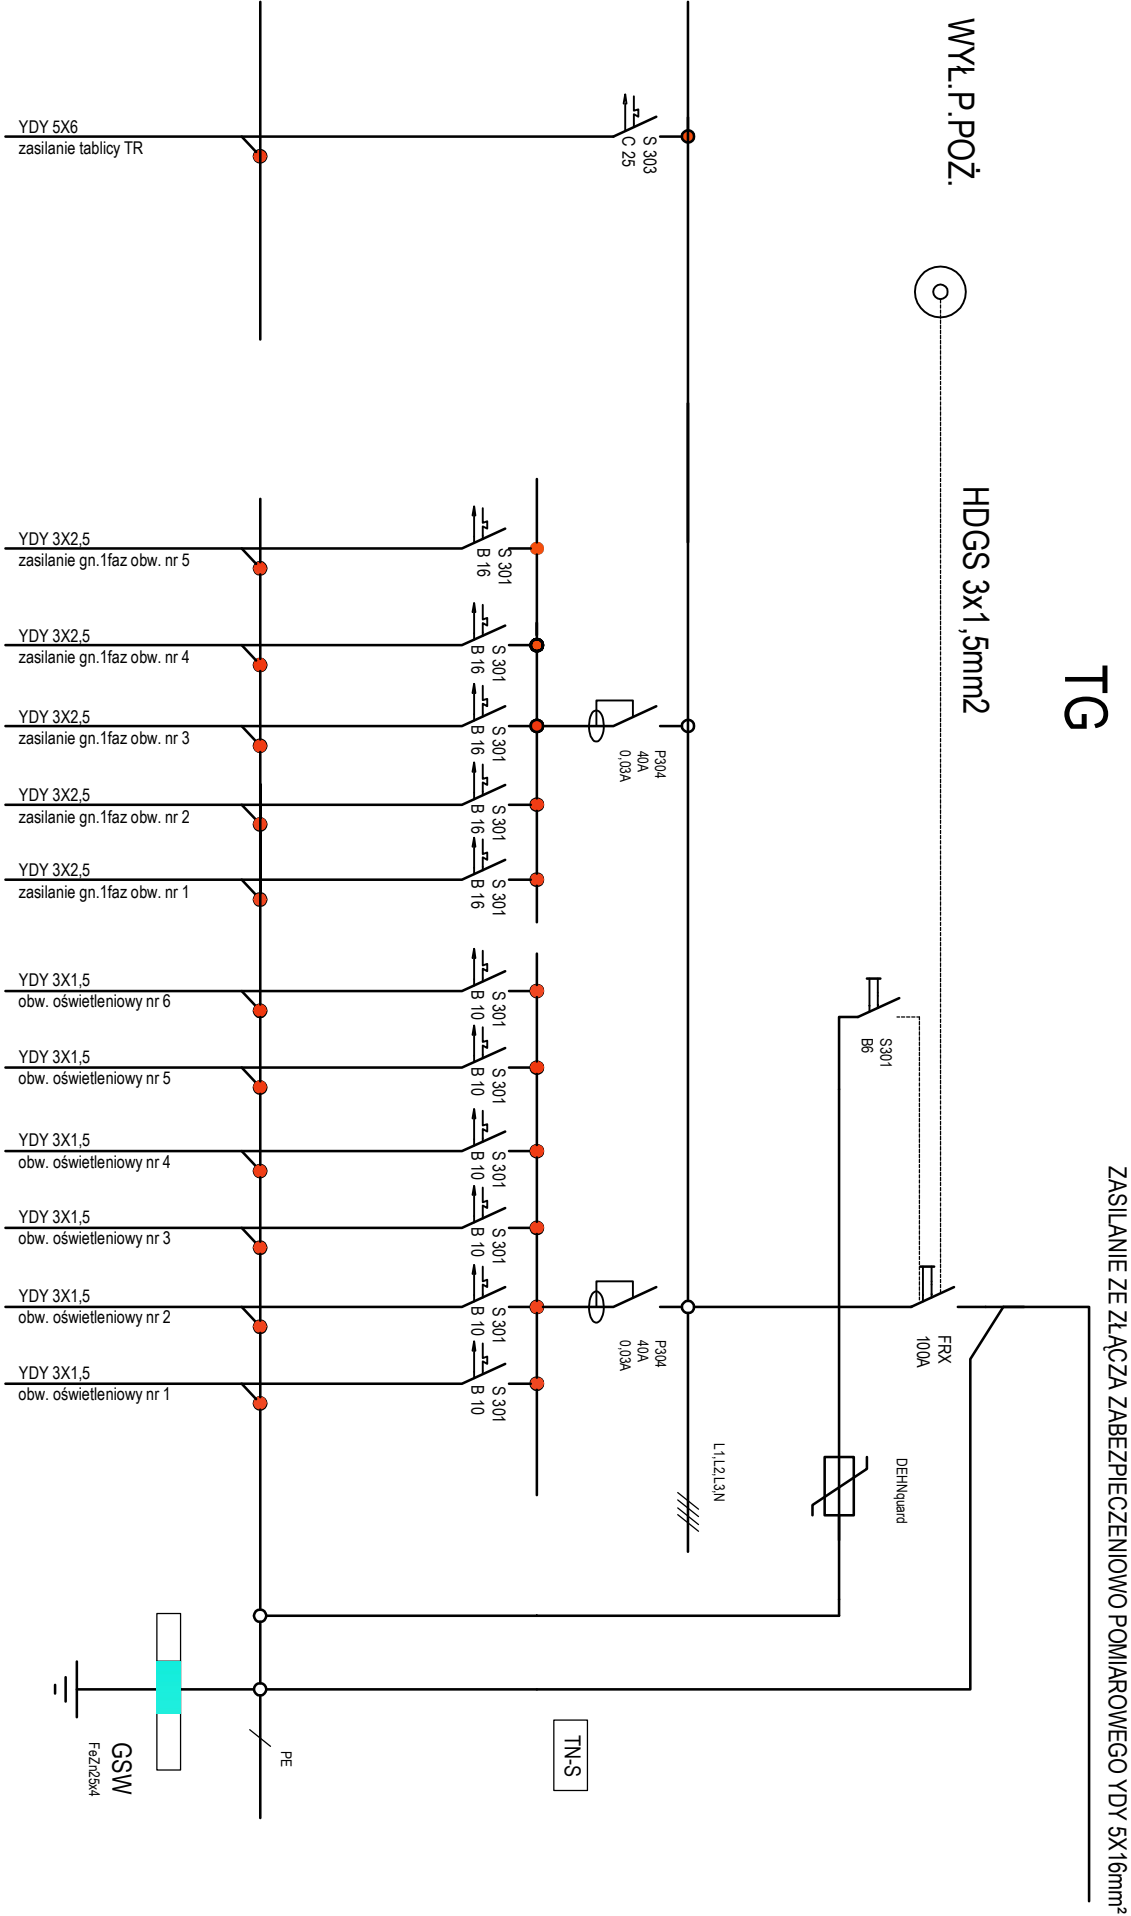 WYŁ.P.POŻ.
HDGS 3x1,5mm2
TG
ZASILANIE ZE ZŁĄCZA ZABEZPIECZENIOWO POMIAROWEGO YDY 5X16mm²
YDY 5X6
zasilanie tablicy TR
S 303
C 25
YDY 3X2,5
zasilanie gn.1faz obw. nr 5
S 301
B 16
YDY 3X2,5
zasilanie gn.1faz obw. nr 4
S 301
B 16
YDY 3X2,5
zasilanie gn.1faz obw. nr 3
S 301
B 16
P304
40A
0,03A
YDY 3X2,5
zasilanie gn.1faz obw. nr 2
S 301
B 16
YDY 3X2,5
zasilanie gn.1faz obw. nr 1
S 301
B 16
YDY 3X1,5
obw. oświetleniowy nr 6
S 301
B 10
S301
B6
YDY 3X1,5
obw. oświetleniowy nr 5
S 301
B 10
YDY 3X1,5
obw. oświetleniowy nr 4
S 301
B 10
YDY 3X1,5
obw. oświetleniowy nr 3
S 301
B 10
YDY 3X1,5
obw. oświetleniowy nr 2
S 301
B 10
P304
40A
0,03A
FRX
100A
YDY 3X1,5
obw. oświetleniowy nr 1
S 301
B 10
L1,L2,L3,N
DEHNquard
TN-S
PE
GSW
FeZn25x4